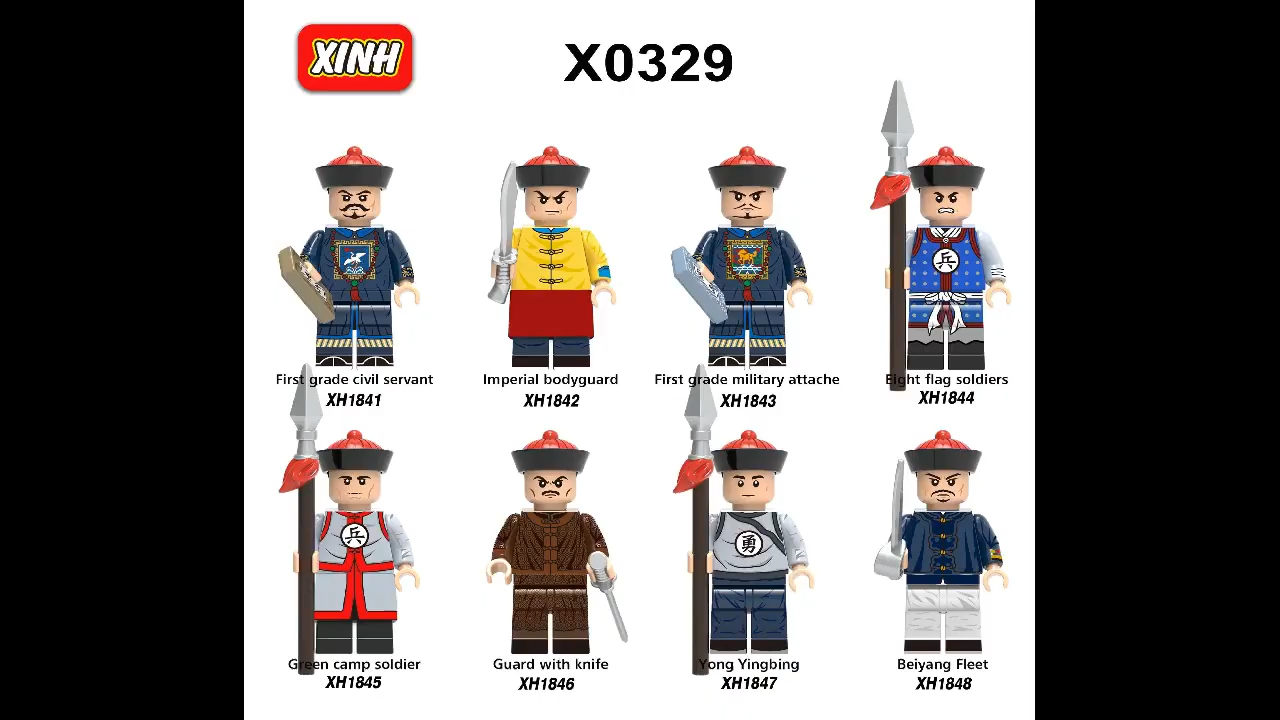 XINH
X0329
First grade civil servant
XH1841
Imperial bodyguard
XH1842
First grade military attache
XH1843
兵
Eight flag soldiers
XH1844
兵
Green camp soldier
XH1845
Guard with knife
XH1846
勇
Yong Yingbing
XH1847
Beiyang Fleet
XH1848